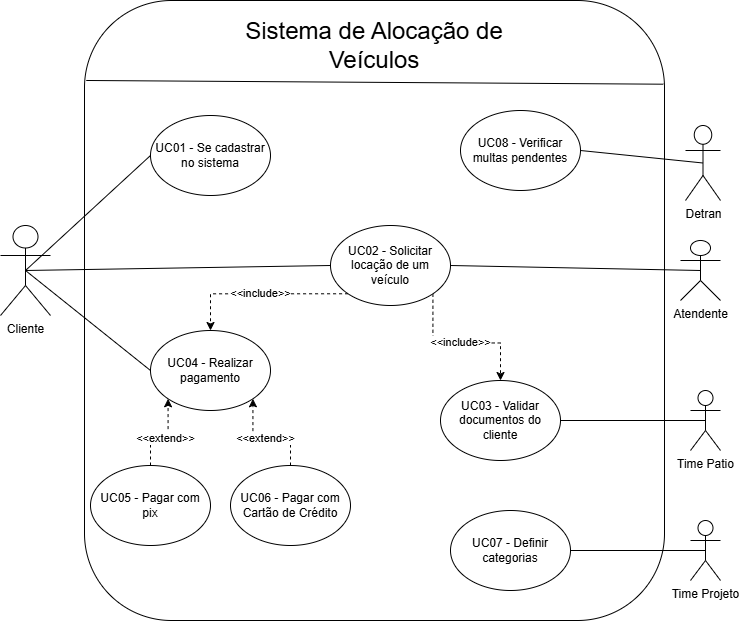 Sistema de Alocação de
Veículos
UC01 - Se cadastrar
no sistema
UC08 - Verificar
multas pendentes
Detran
UC02 - Solicitar
locação de um
veículo
Cliente
Atendente
<<include>>
<<include>>
UC04 - Realizar
pagamento
UC03 - Validar
documentos do
cliente
Time Patio
<<extend>>
<<extend>>
UC05 - Pagar com
pix
UC06 - Pagar com
Cartão de Crédito
UC07 - Definir
categorias
Time Projeto